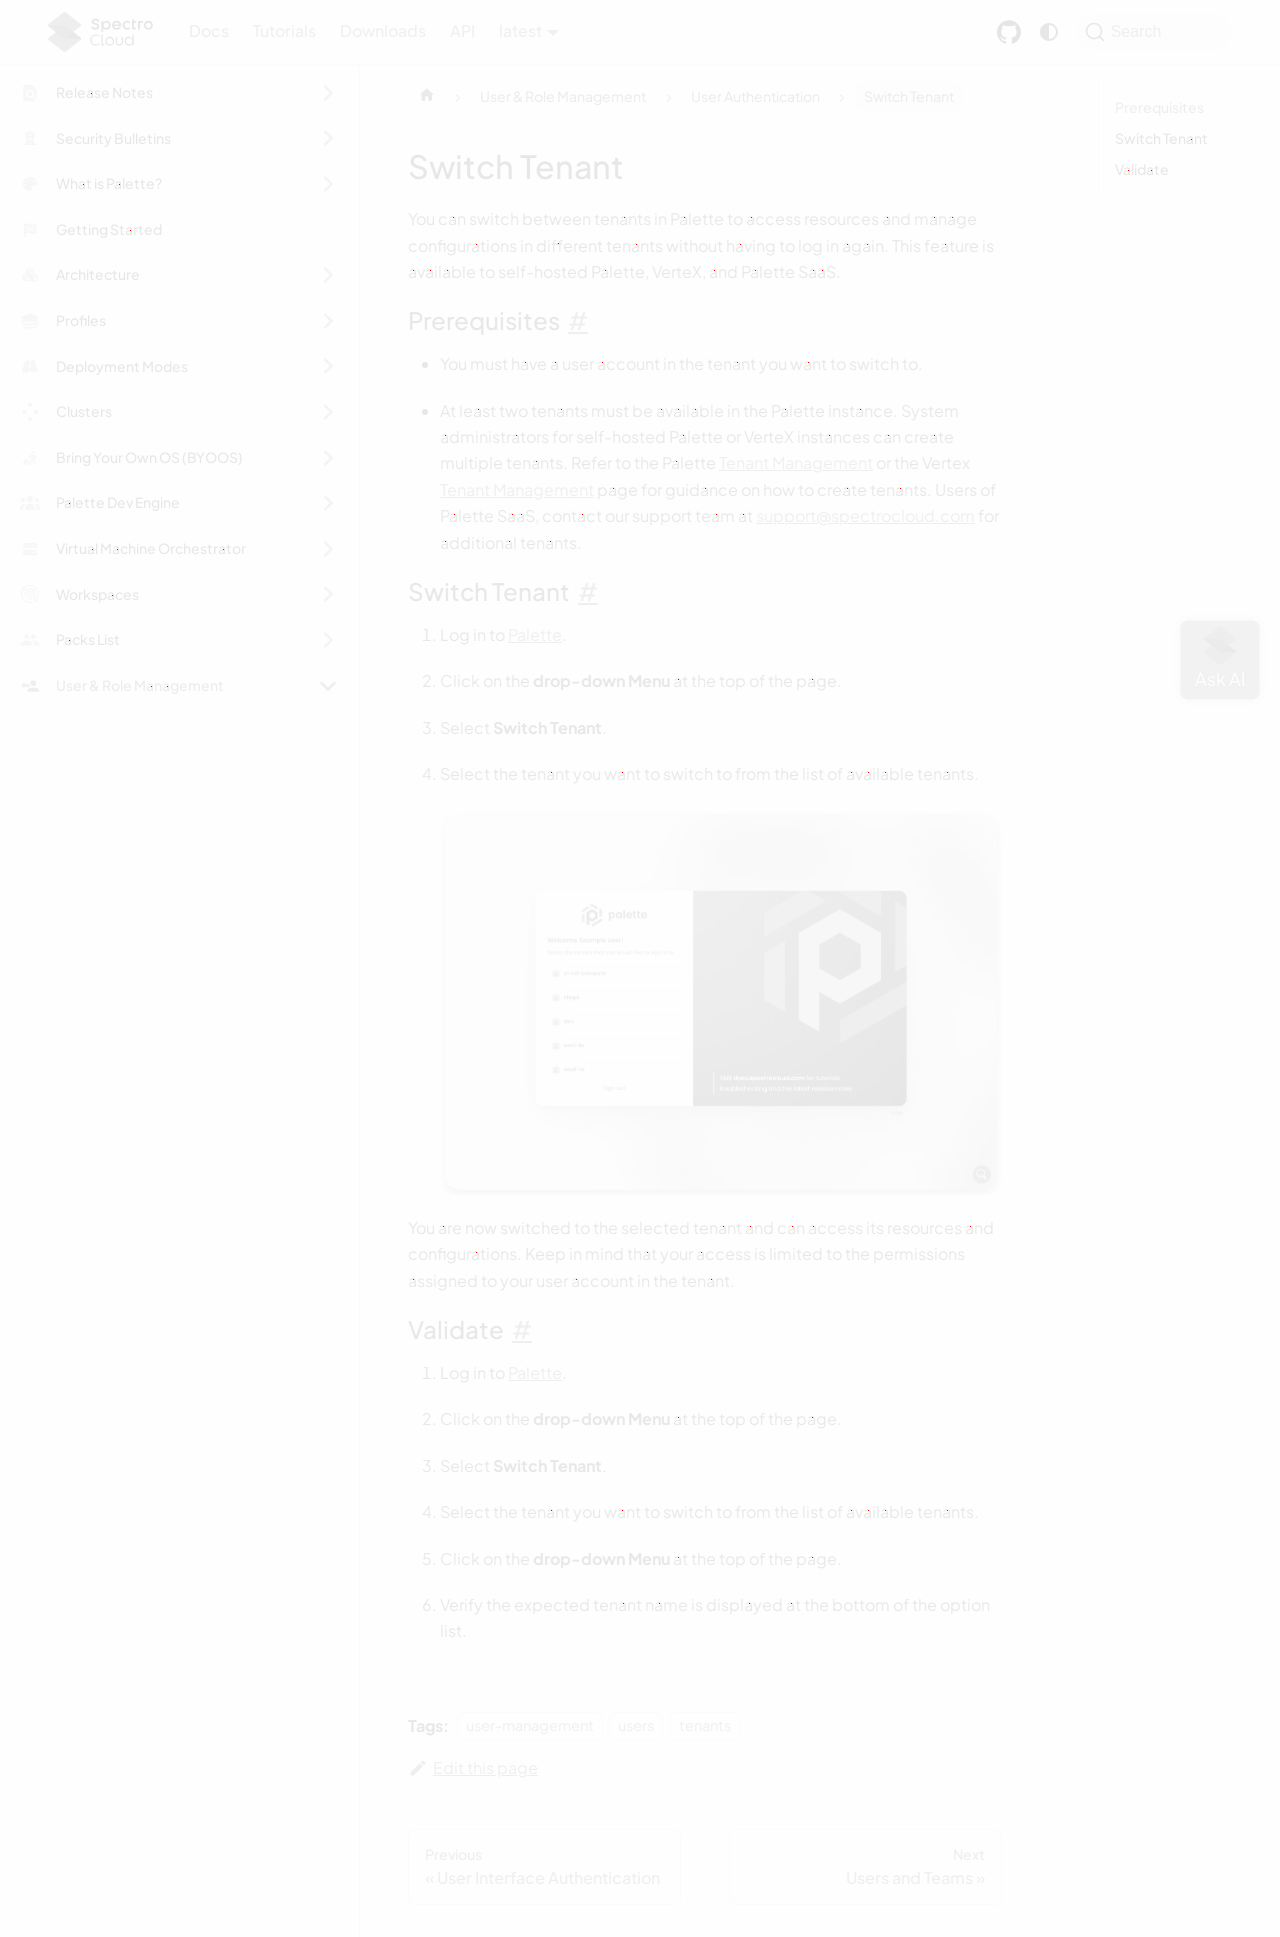 Spectro
Cloud
Docs
Tutorials
Downloads
API
latest
Search
Release Notes
Security Bulletins
What is Palette?
Getting Started
Architecture
Profiles
Deployment Modes
Clusters
Bring Your Own OS (BYOOS)
Palette Dev Engine
Virtual Machine Orchestrator
Workspaces
Packs List
User & Role Management
User & Role Management
User Authentication
Switch Tenant
Switch Tenant
You can switch between tenants in Palette to access resources and manage
configurations in different tenants without having to log in again. This feature is
available to self-hosted Palette, VerteX, and Palette SaaS.
Prerequisites #
• You must have a user account in the tenant you want to switch to.
• At least two tenants must be available in the Palette instance. System
administrators for self-hosted Palette or VerteX instances can create
multiple tenants. Refer to the Palette Tenant Management or the Vertex
Tenant Management page for guidance on how to create tenants. Users of
Palette SaaS, contact our support team at support@spectrocloud.com for
additional tenants.
Switch Tenant #
1. Log in to Palette.
2. Click on the drop-down Menu at the top of the page.
3. Select Switch Tenant.
4. Select the tenant you want to switch to from the list of available tenants.
palette
You are now switched to the selected tenant and can access its resources and
configurations. Keep in mind that your access is limited to the permissions
assigned to your user account in the tenant.
Validate #
1. Log in to Palette.
2. Click on the drop-down Menu at the top of the page.
3. Select Switch Tenant.
4. Select the tenant you want to switch to from the list of available tenants.
5. Click on the drop-down Menu at the top of the page.
6. Verify the expected tenant name is displayed at the bottom of the option
list.
Tags: user-management users tenants
Edit this page
Previous
« User Interface Authentication
Next
Users and Teams »
Prerequisites
Switch Tenant
Validate
Ask AI